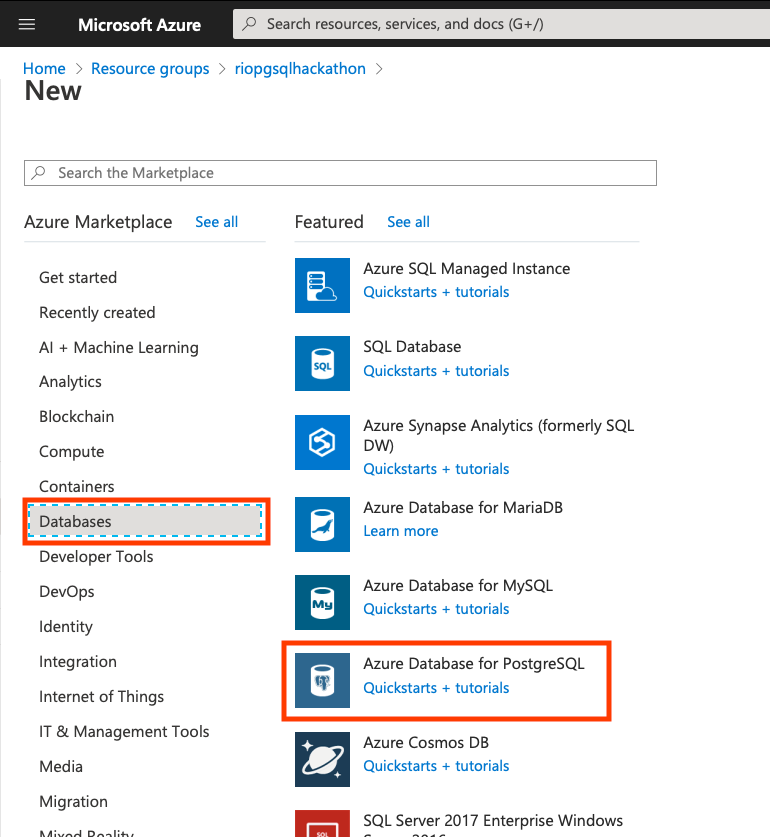 Microsoft Azure
Search resources, services, and docs (G+/)
Home > Resource groups > riopgsqlhackathon >
New
Search the Marketplace
Azure Marketplace See all
Get started
Recently created
AI + Machine Learning
Analytics
Blockchain
Compute
Containers
Databases
Developer Tools
DevOps
Identity
Integration
Internet of Things
IT & Management Tools
Media
Migration
Mixed Reality
Featured See all
Azure SQL Managed Instance
Quickstarts + tutorials
SQL
SQL Database
Quickstarts + tutorials
Azure Synapse Analytics (formerly SQL
DW)
Quickstarts + tutorials
Azure Database for MariaDB
Learn more
My
Azure Database for MySQL
Quickstarts + tutorials
Azure Database for PostgreSQL
Quickstarts + tutorials
Azure Cosmos DB
Quickstarts + tutorials
SQL Server 2017 Enterprise Windows
Server 2016